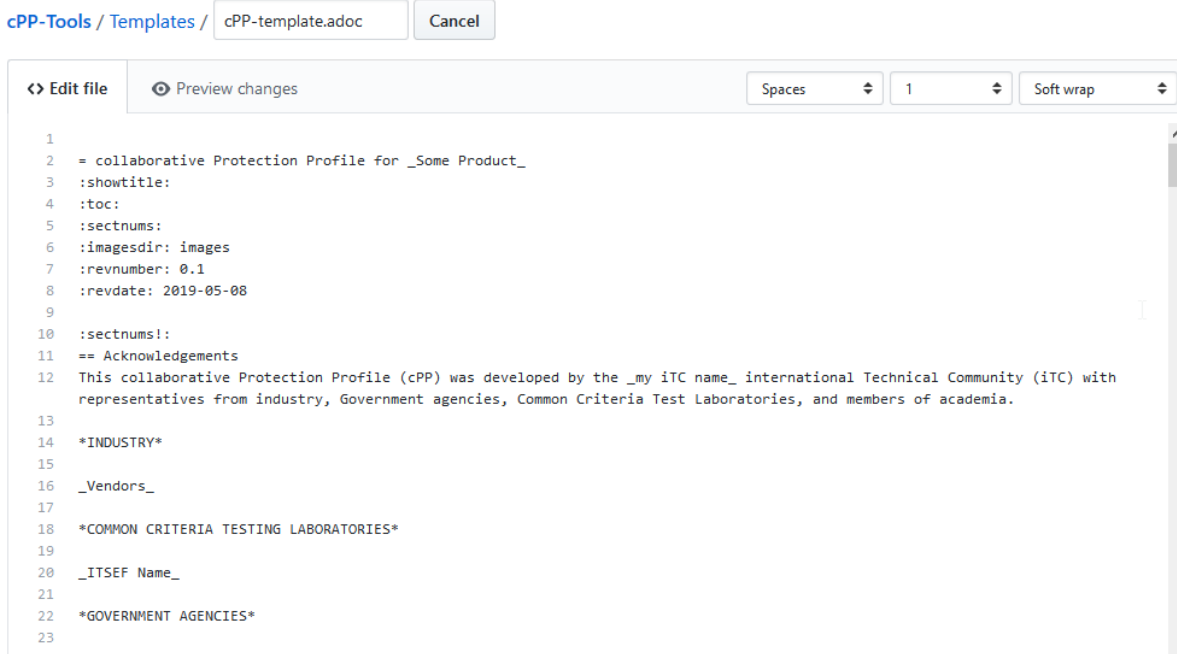 cPP-Tools / Templates / cPP-template.adoc Cancel
<> Edit file Preview changes Spaces 1 Soft wrap
1
2 = collaborative Protection Profile for _Some Product_
3 :showtitle:
4 :toc:
5 :sectnums:
6 :imagesdir: images
7 :revnumber: 0.1
8 :revdate: 2019-05-08
9
10 :sectnums!:
11 == Acknowledgements
12 This collaborative Protection Profile (cPP) was developed by the _my iTC name_ international Technical Community (iTC) with
representatives from industry, Government agencies, Common Criteria Test Laboratories, and members of academia.
13
14 *INDUSTRY*
15
16 _Vendors_
17
18 *COMMON CRITERIA TESTING LABORATORIES*
19
20 _ITSEF Name_
21
22 *GOVERNMENT AGENCIES*
23